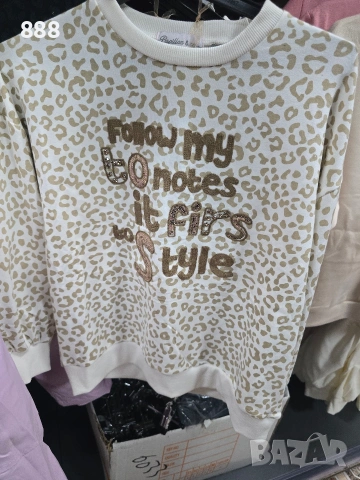 888
Follow my
to notes
it firs
to Style
BAZAR